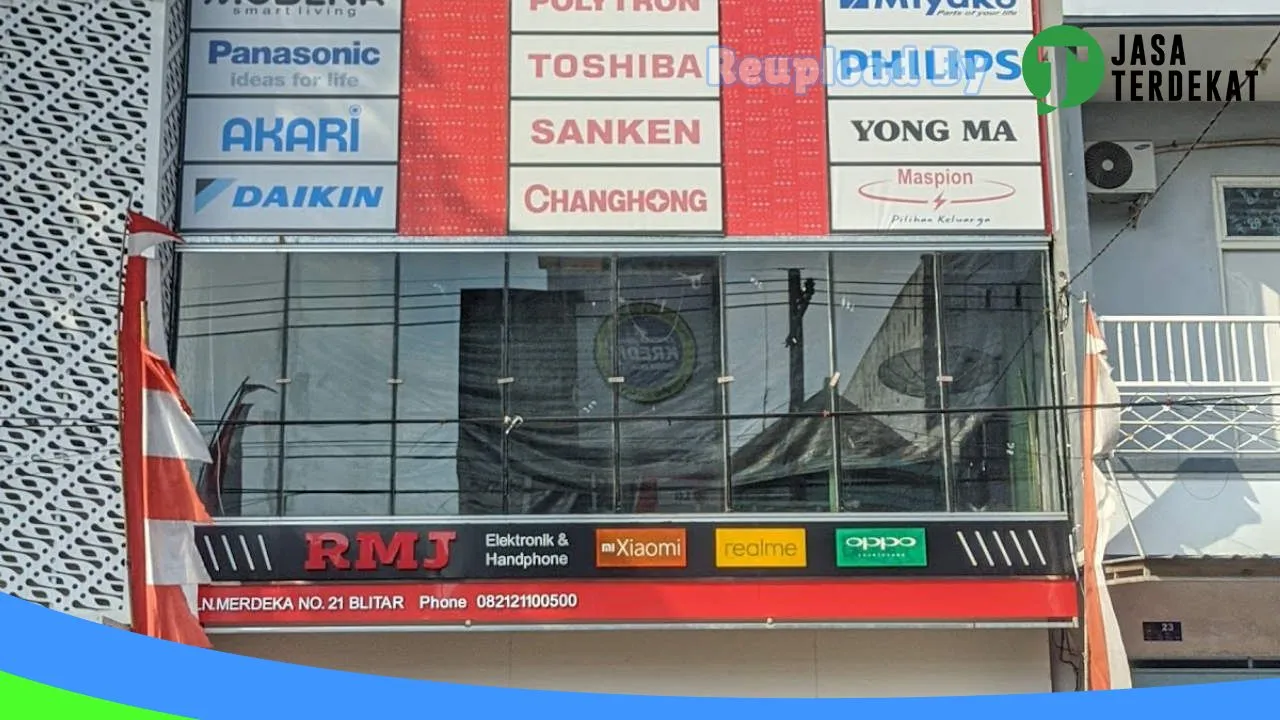 MODENA
smart living
Panasonic
ideas for life
AKARI
DAIKIN
POLYTRON
TOSHIBA
SANKEN
CHANGHONG
Miyako
Parts of your life
PHILIPS
YONG MA
Maspion
Pilihan Keluarga
Reupload By
JASA
TERDEKAT
KREDIT
RMJ
Elektronik &
Handphone
mi Xiaomi
realme
oppo
LN.MERDEKA NO. 21 BLITAR Phone 082121100500
23